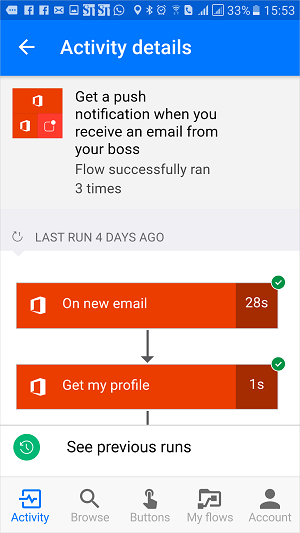 33% 15:53
Activity details
Get a push
notification when you
receive an email from
your boss
Flow successfully ran
3 times
LAST RUN 4 DAYS AGO
On new email 28s
Get my profile 1s
See previous runs
Activity Browse Buttons My flows Account